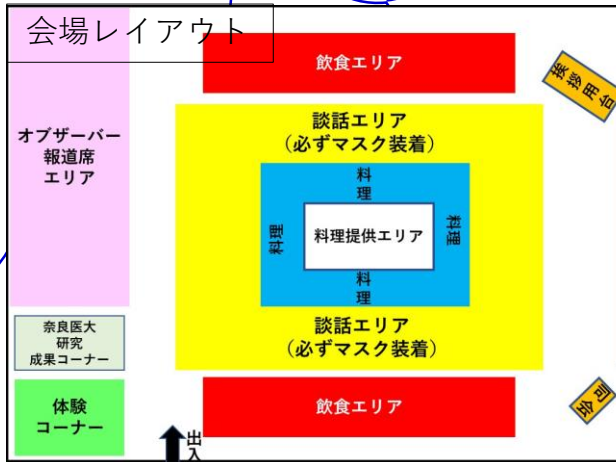 会場レイアウト
飲食エリア
挨拶用台
オブザーバー
報道席
エリア
談話エリア
(必ずマスク装着)
料理
料理
料理提供エリア
料理
料理
談話エリア
(必ずマスク装着)
奈良医大
研究
成果コーナー
体験
コーナー
飲食エリア
司会
出入